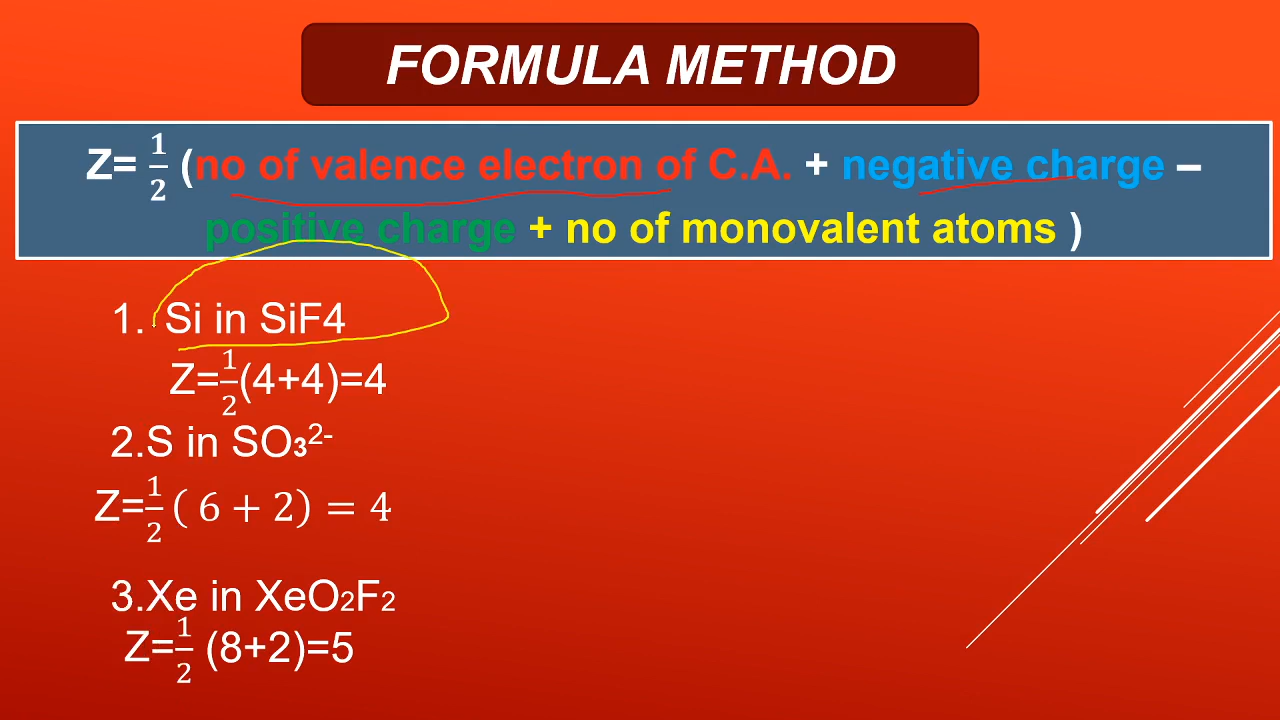 FORMULA METHOD
Z= 1/2 (no of valence electron of C.A. + negative charge –
positive charge + no of monovalent atoms )
1. Si in SiF4
Z=1/2(4+4)=4
2.S in SO₃²⁻
Z=1/2 ( 6 + 2) = 4
3.Xe in XeO₂F₂
Z=1/2 (8+2)=5